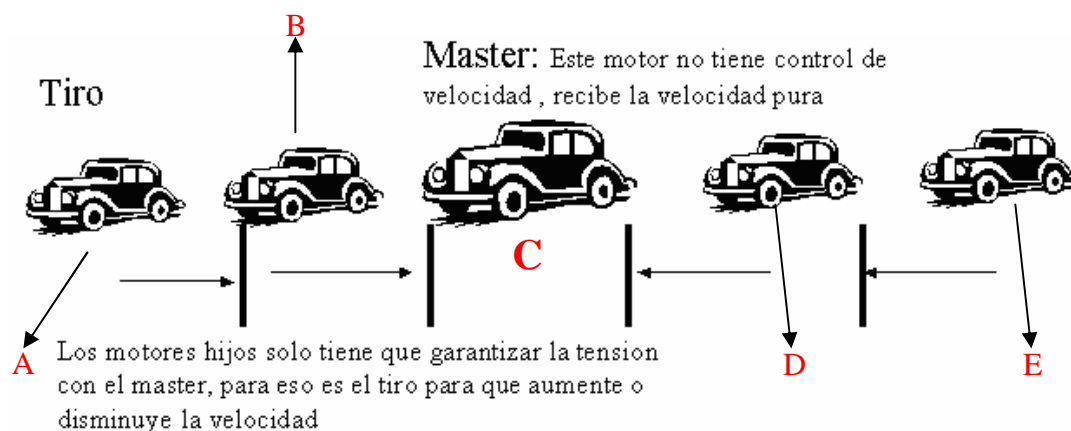 B
Master: Este motor no tiene control de
velocidad , recibe la velocidad pura
Tiro
C
A
D
E
Los motores hijos solo tiene que garantizar la tension
con el master, para eso es el tiro para que aumente o
disminuye la velocidad